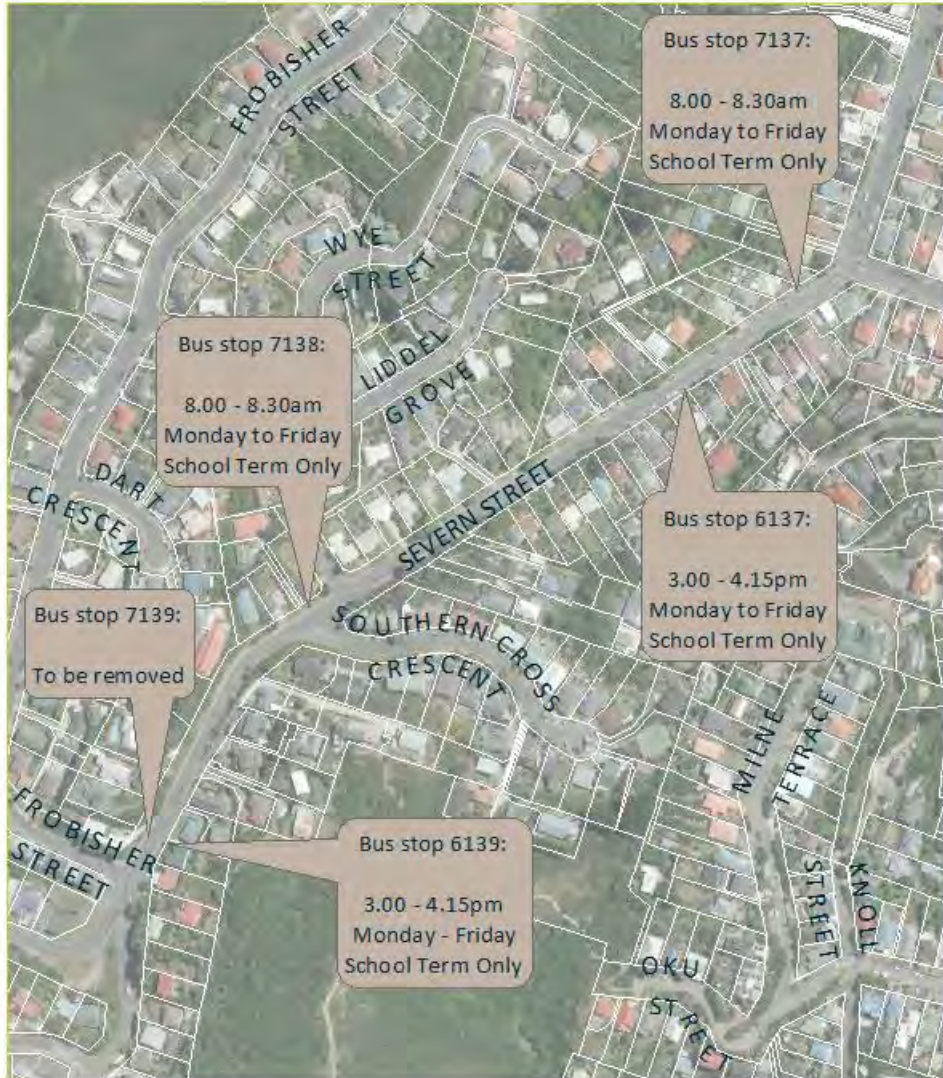 FROBISHER
STREET
Bus stop 7137:
8.00 - 8.30am
Monday to Friday
School Term Only
WYE
STREET
LIDDEL
GROVE
Bus stop 7138:
8.00 - 8.30am
Monday to Friday
School Term Only
DART
CRESCENT
SEVERN STREET
Bus stop 6137:
3.00 - 4.15pm
Monday to Friday
School Term Only
Bus stop 7139:
To be removed
SOUTHERN CROSS
CRESCENT
MILNE
TERRACE
FROBISHER
STREET
Bus stop 6139:
3.00 - 4.15pm
Monday - Friday
School Term Only
KNOLL
STREET
OKU
STREET